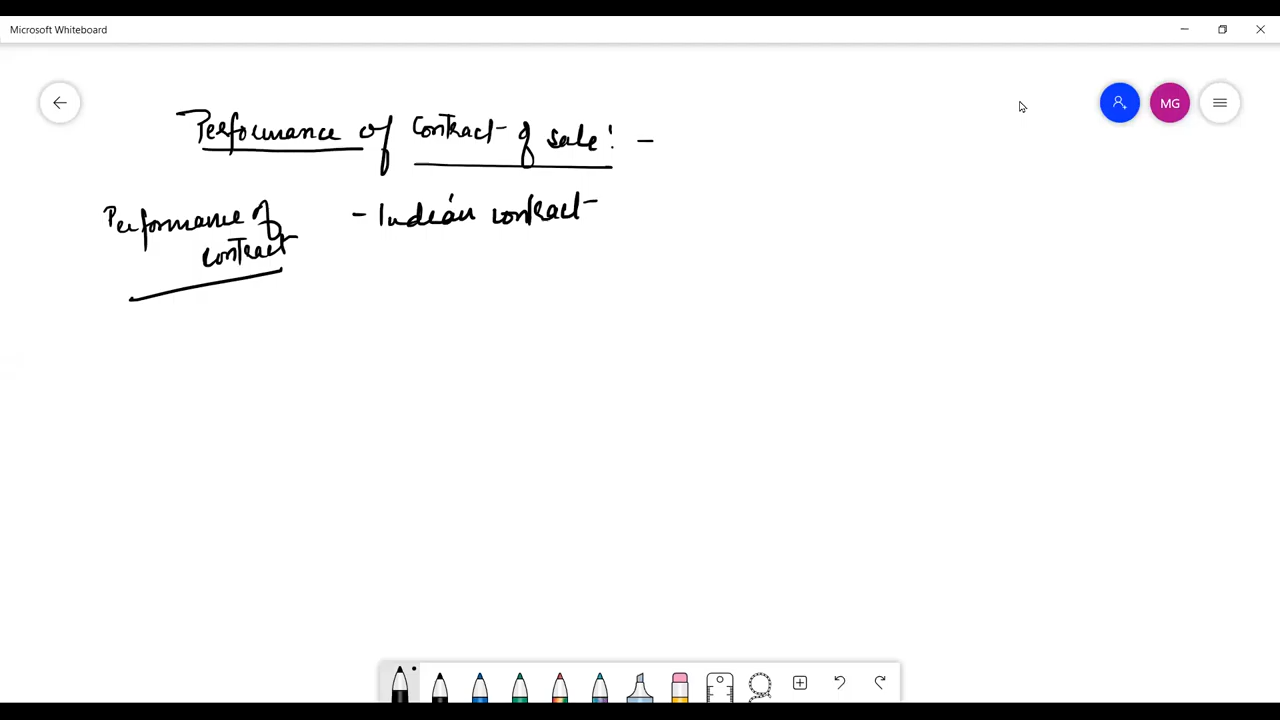 Microsoft Whiteboard
MG
Performance of contract of sale : -
Performance of - Indian contract
contract